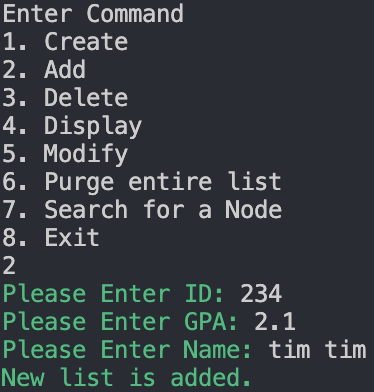 Enter Command
1. Create
2. Add
3. Delete
4. Display
5. Modify
6. Purge entire list
7. Search for a Node
8. Exit
2
Please Enter ID: 234
Please Enter GPA: 2.1
Please Enter Name: tim tim
New list is added.